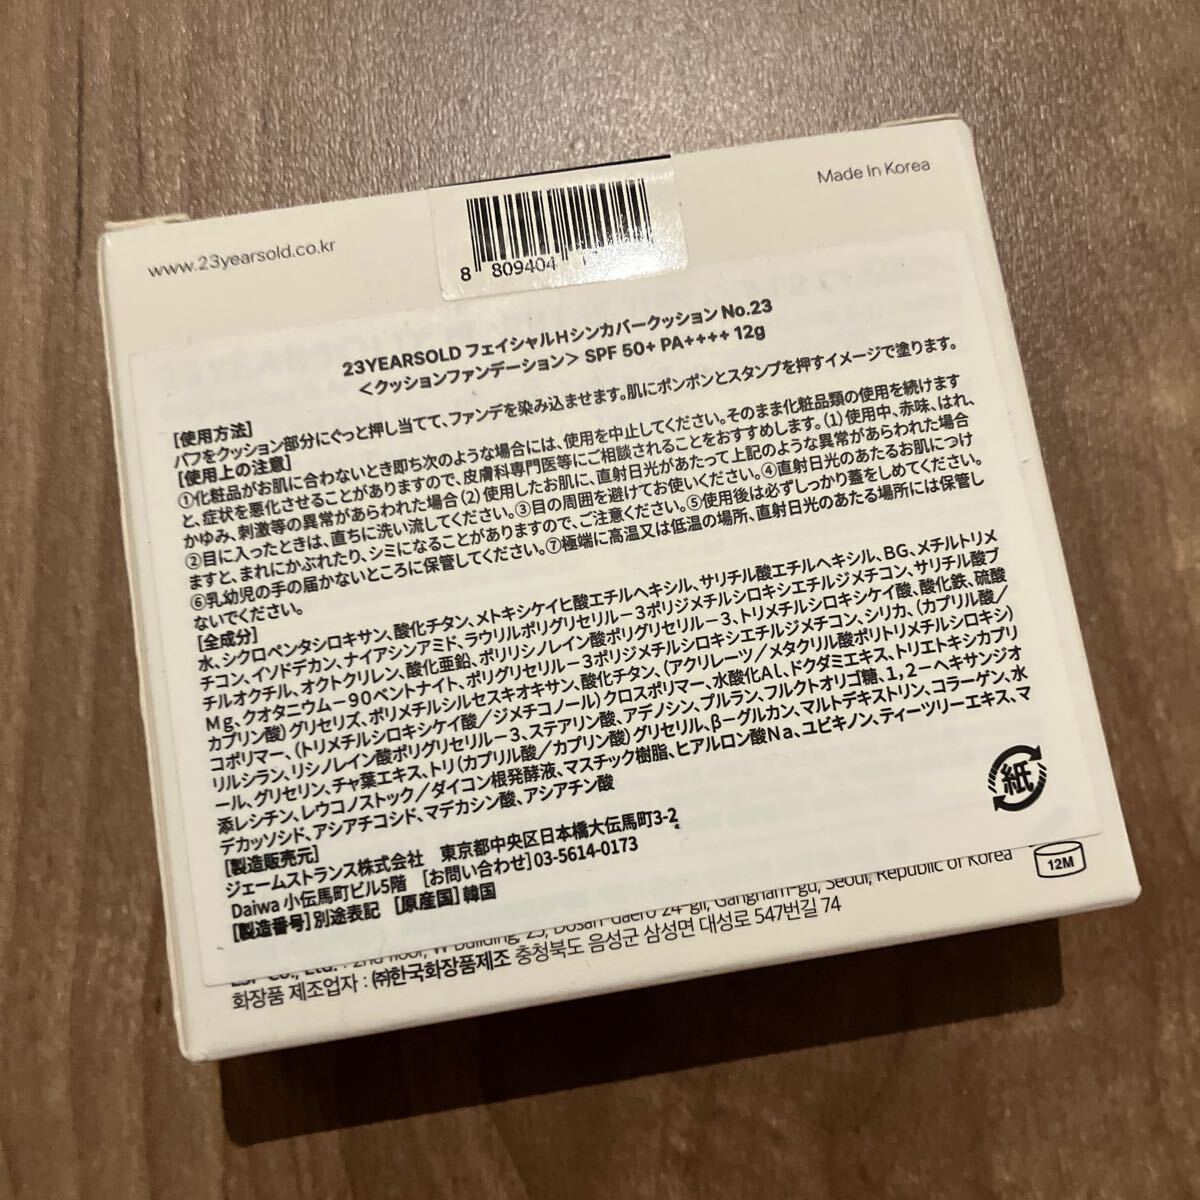 Made In Korea
www.23yearsold.co.kr
8 809404
23YEARSOLD フェイシャルHシンカバークッション No.23
＜クッションファンデーション＞ SPF 50+ PA++++ 12g
[使用方法]
パフをクッション部分にぐっと押し当てて、ファンデを染み込ませます。肌にポンポンとスタンプを押すイメージで塗ります。
[使用上の注意]
①化粧品がお肌に合わないとき即ち次のような場合には、使用を中止してください。そのまま化粧品類の使用を続けます
と、症状を悪化させることがありますので、皮膚科専門医等にご相談されることをおすすめします。(1)使用中、赤味、はれ、
かゆみ、刺激等の異常があらわれた場合(2)使用したお肌に、直射日光があたって上記のような異常があらわれた場合
②目に入ったときは、直ちに洗い流してください。③目の周囲を避けてお使いください。④直射日光のあたるお肌につけ
ますと、まれにかぶれたり、シミになることがありますので、ご注意ください。⑤使用後は必ずしっかり蓋をしめてください。
⑥乳幼児の手の届かないところに保管してください。⑦極端に高温又は低温の場所、直射日光のあたる場所には保管し
ないでください。
[全成分]
水、シクロペンタシロキサン、酸化チタン、メトキシケイヒ酸エチルヘキシル、サリチル酸エチルヘキシル、BG、メチルトリメ
チコン、イソドデカン、ナイアシンアミド、ラウリルポリグリセリル－3ポリジメチルシロキシエチルジメチコン、サリチル酸ブ
チルオクチル、オクトクリレン、酸化亜鉛、ポリリシノレイン酸ポリグリセリル－3、トリメチルシロキシケイ酸、酸化鉄、硫酸
Mg、クオタニウム－90ベントナイト、ポリグリセリル－3ポリジメチルシロキシエチルジメチコン、シリカ、(カプリル酸／
カプリン酸)グリセリズ、ポリメチルシルセスキオキサン、酸化チタン、(アクリレーツ／メタクリル酸ポリトリメチルシロキシ)
コポリマー、(トリメチルシロキシケイ酸／ジメチコノール)クロスポリマー、水酸化Al、ドクダミエキス、トリエトキシカプリ
リルシラン、リシノレイン酸ポリグリセリル－3、ステアリン酸、アデノシン、プルラン、フルクトオリゴ糖、1,2－ヘキサンジオ
ール、グリセリン、チャ葉エキス、トリ(カプリル酸／カプリン酸)グリセリル、β－グルカン、マルトデキストリン、コラーゲン、水
添レシチン、レウコノストック／ダイコン根発酵液、マスチック樹脂、ヒアルロン酸Na、ユビキノン、ティーツリーエキス、マ
デカッソシド、アシアチコシド、マデカシン酸、アシアチン酸
[製造販売元]
ジェームストランス株式会社 東京都中央区日本橋大伝馬町3-2
Daiwa 小伝馬町ビル5階 [お問い合わせ]03-5614-0173
[製造番号]別途表記 [原産国]韓国
紙
12M
2nd floor, W building, 25, Dosan-daero 24-gil, Gangnam-gu, Seoul, Republic of Korea
화장품 제조업자 : ㈜한국화장품제조 충청북도 음성군 삼성면 대성로 547번길 74